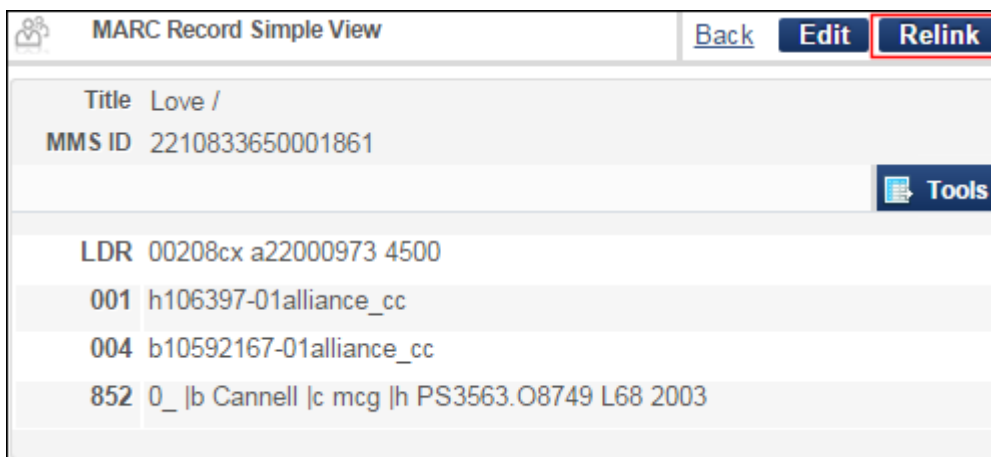 MARC Record Simple View Back Edit Relink
Title Love /
MMS ID 2210833650001861
Tools
LDR 00208cx a22000973 4500
001 h106397-01alliance_cc
004 b10592167-01alliance_cc
852 0_ |b Cannell |c mcg |h PS3563.O8749 L68 2003